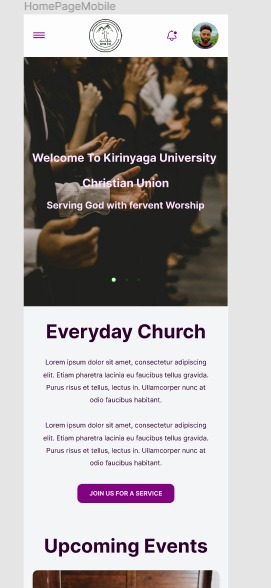 HomePageMobile
Welcome To Kirinyaga University
Christian Union
Serving God with fervent Worship
Everyday Church
Lorem ipsum dolor sit amet, consectetur adipiscing
elit. Etiam pharetra lacinia eu faucibus tellus gravida.
Purus risus et tellus, lectus in. Ullamcorper nunc at
odio faucibus habitant.
Lorem ipsum dolor sit amet, consectetur adipiscing
elit. Etiam pharetra lacinia eu faucibus tellus gravida.
Purus risus et tellus, lectus in. Ullamcorper nunc at
odio faucibus habitant.
JOIN US FOR A SERVICE
Upcoming Events